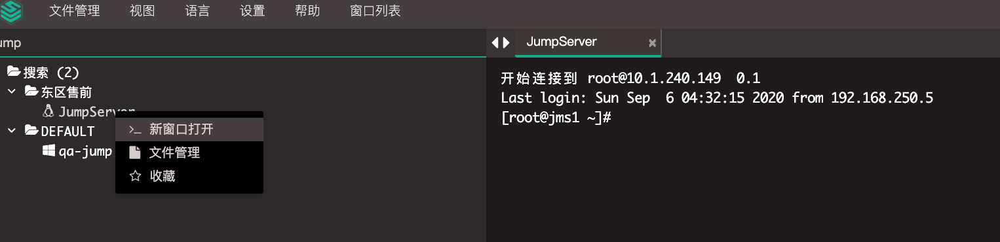 文件管理 视图 语言 设置 帮助 窗口列表
ump
搜索 (2)
东区售前
JumpServer
DEFAULT
qa-jump
新窗口打开
文件管理
收藏
JumpServer
开始连接到 root@10.1.240.149 0.1
Last login: Sun Sep 6 04:32:15 2020 from 192.168.250.5
[root@jms1 ~]#